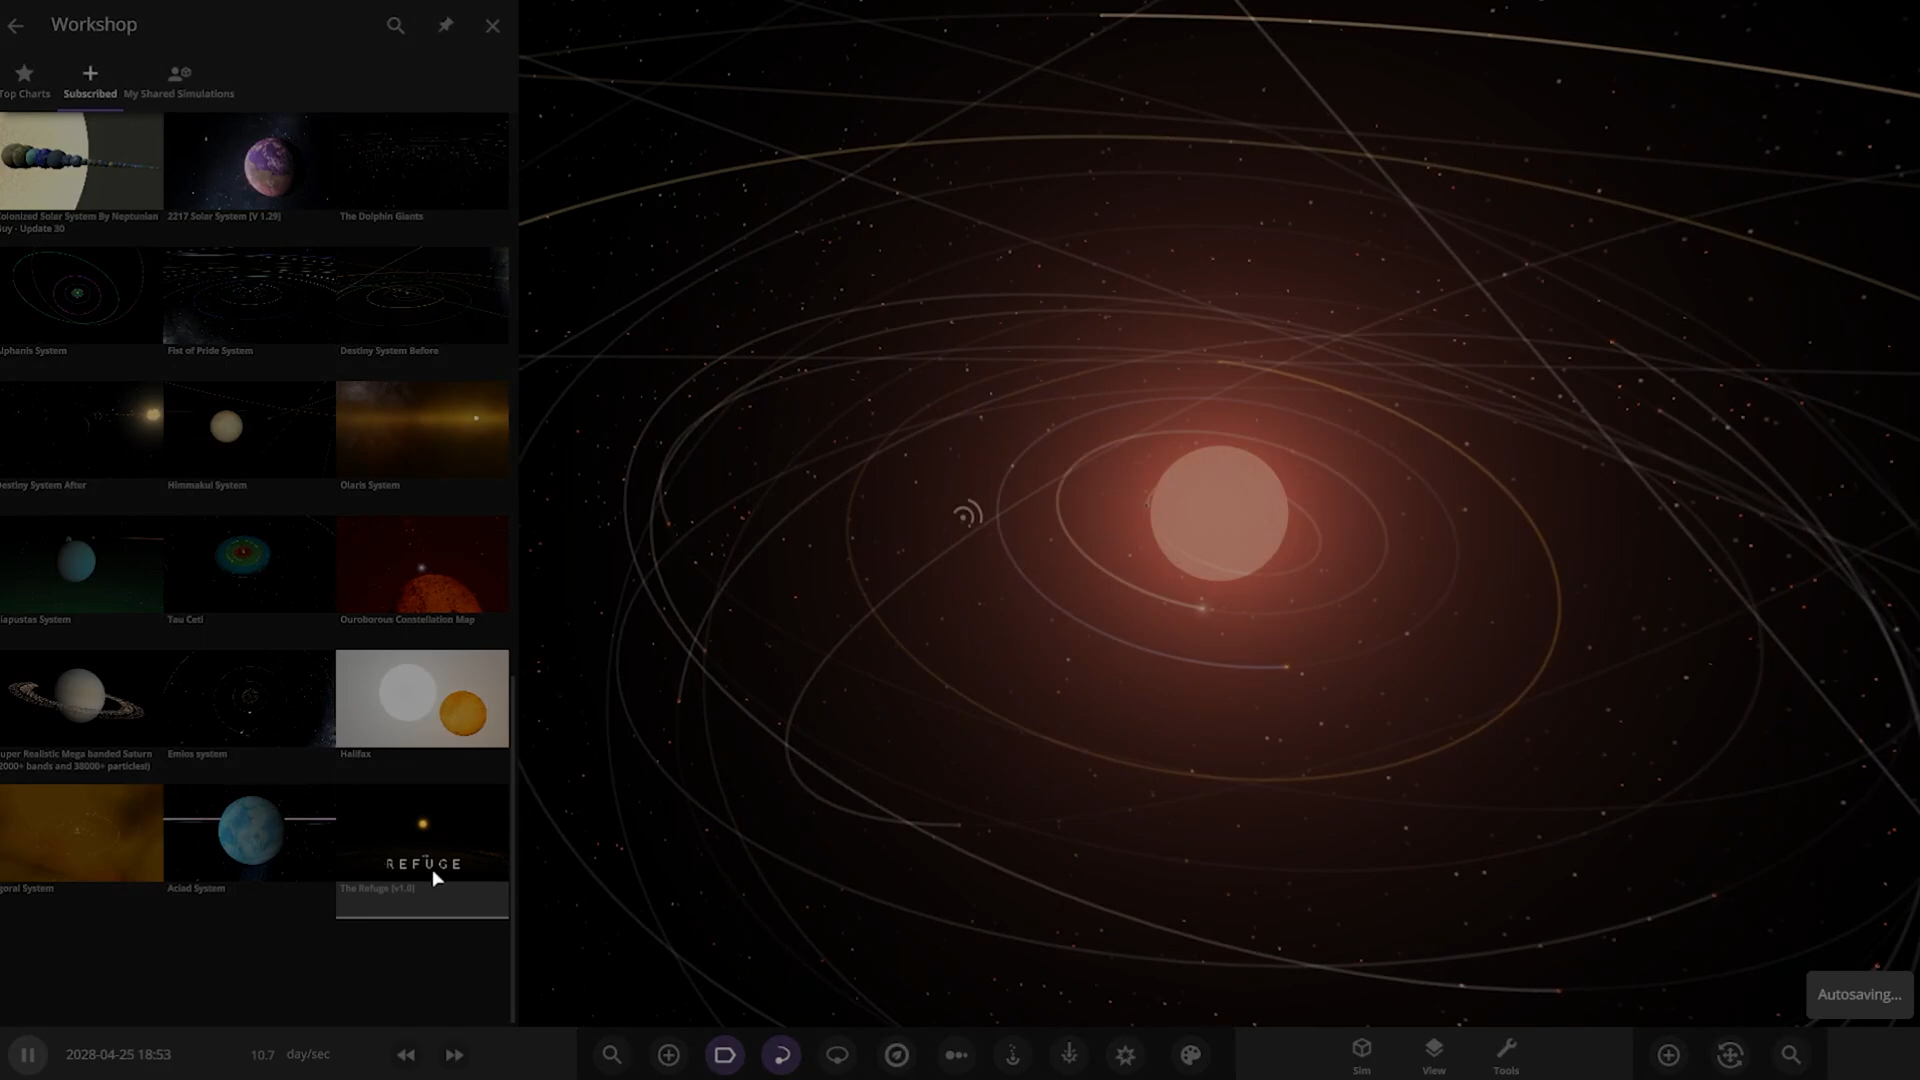 Workshop
Top Charts
Subscribed
My Shared Simulations
olonized Solar System By Neptunian
Guy - Update 30
2217 Solar System [V 1.29]
The Dolphin Giants
lphanis System
Fist of Pride System
Destiny System Before
estiny System After
Himmakul System
Olaris System
iapustas System
Tau Ceti
Ouroborous Constellation Map
uper Realistic Mega banded Saturn
2000+ bands and 38000+ particles!)
Emios system
Halifax
REFUGE
goral System
Aciad System
The Refuge [v1.0]
Autosaving...
2028-04-25 18:53
10.7 day/sec
Sim
View
Tools